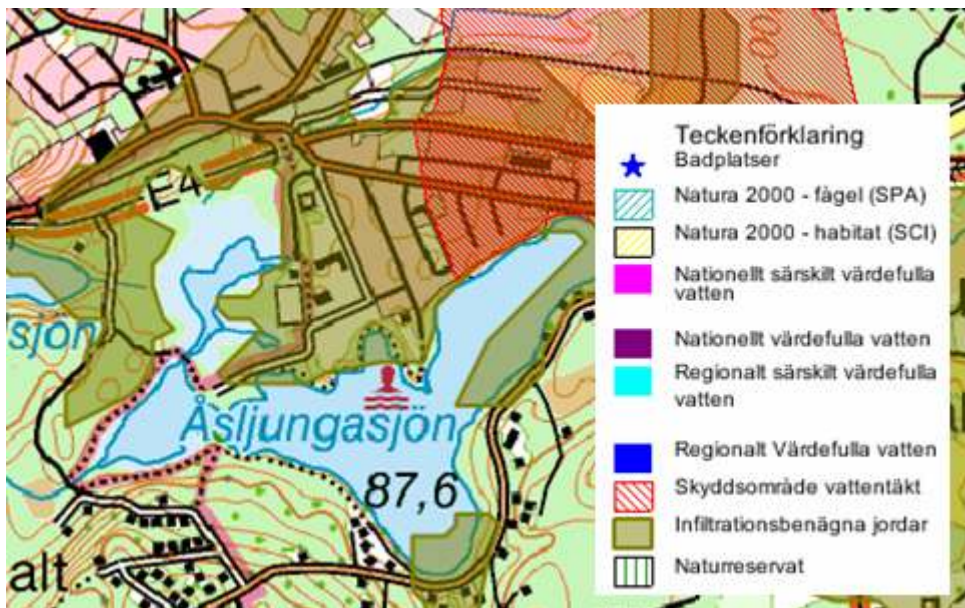 E4
sjön
Åsljungasjön
87,6
alt
Teckenförklaring
Badplatser
Natura 2000 - fågel (SPA)
Natura 2000 - habitat (SCI)
Nationellt särskilt värdefulla
vatten
Nationellt värdefulla vatten
Regionalt särskilt värdefulla
vatten
Regionalt Värdefulla vatten
Skyddsområde vattentäkt
Infiltrationsbenägna jordar
Naturreservat